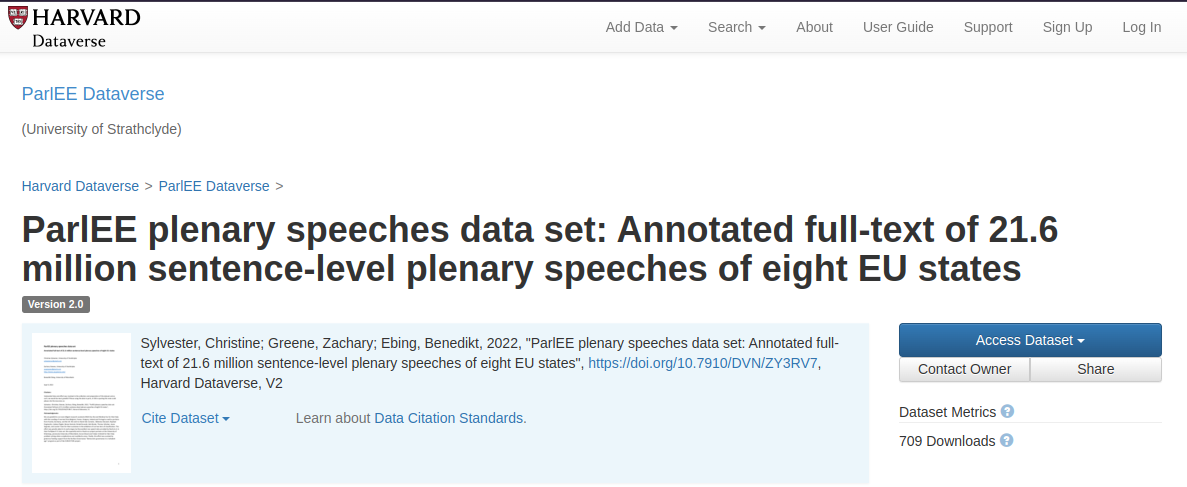 HARVARD
Dataverse
Add Data
Search
About
User Guide
Support
Sign Up
Log In
ParlEE Dataverse
(University of Strathclyde)
Harvard Dataverse > ParlEE Dataverse >
ParlEE plenary speeches data set: Annotated full-text of 21.6
million sentence-level plenary speeches of eight EU states
Version 2.0
Sylvester, Christine; Greene, Zachary; Ebing, Benedikt, 2022, "ParlEE plenary speeches data set: Annotated full-
text of 21.6 million sentence-level plenary speeches of eight EU states", https://doi.org/10.7910/DVN/ZY3RV7,
Harvard Dataverse, V2
Cite Dataset
Learn about Data Citation Standards.
Access Dataset
Contact Owner
Share
Dataset Metrics ?
709 Downloads ?